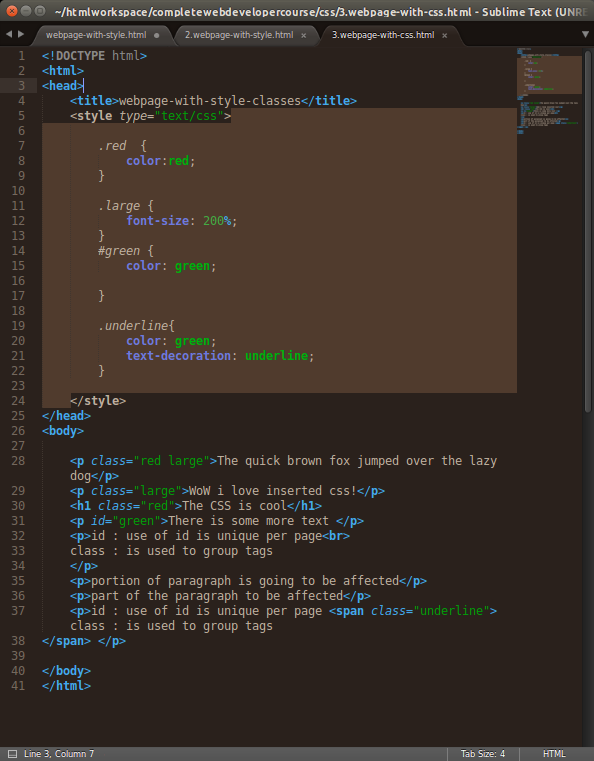 ~/htmlworkspace/completewebdevelopercourse/css/3.webpage-with-css.html - Sublime Text (UNRE
webpage-with-style.html 2.webpage-with-style.html × 3.webpage-with-css.html ×
1 <!DOCTYPE html>
2 <html>
3 <head>
4 <title>webpage-with-style-classes</title>
5 <style type="text/css">
6
7 .red {
8 color:red;
9 }
10
11 .large {
12 font-size: 200%;
13 }
14 #green {
15 color: green;
16
17 }
18
19 .underline{
20 color: green;
21 text-decoration: underline;
22 }
23
24 </style>
25 </head>
26 <body>
27
28 <p class="red large">The quick brown fox jumped over the lazy
dog</p>
29 <p class="large">WoW i love inserted css!</p>
30 <h1 class="red">The CSS is cool</h1>
31 <p id="green">There is some more text </p>
32 <p>id : use of id is unique per page<br>
33 class : is used to group tags
34 </p>
35 <p>portion of paragraph is going to be affected</p>
36 <p>part of the paragraph to be affected</p>
37 <p>id : use of id is unique per page <span class="underline">
class : is used to group tags
38 </span> </p>
39
40 </body>
41 </html>
Line 3, Column 7 Tab Size: 4 HTML